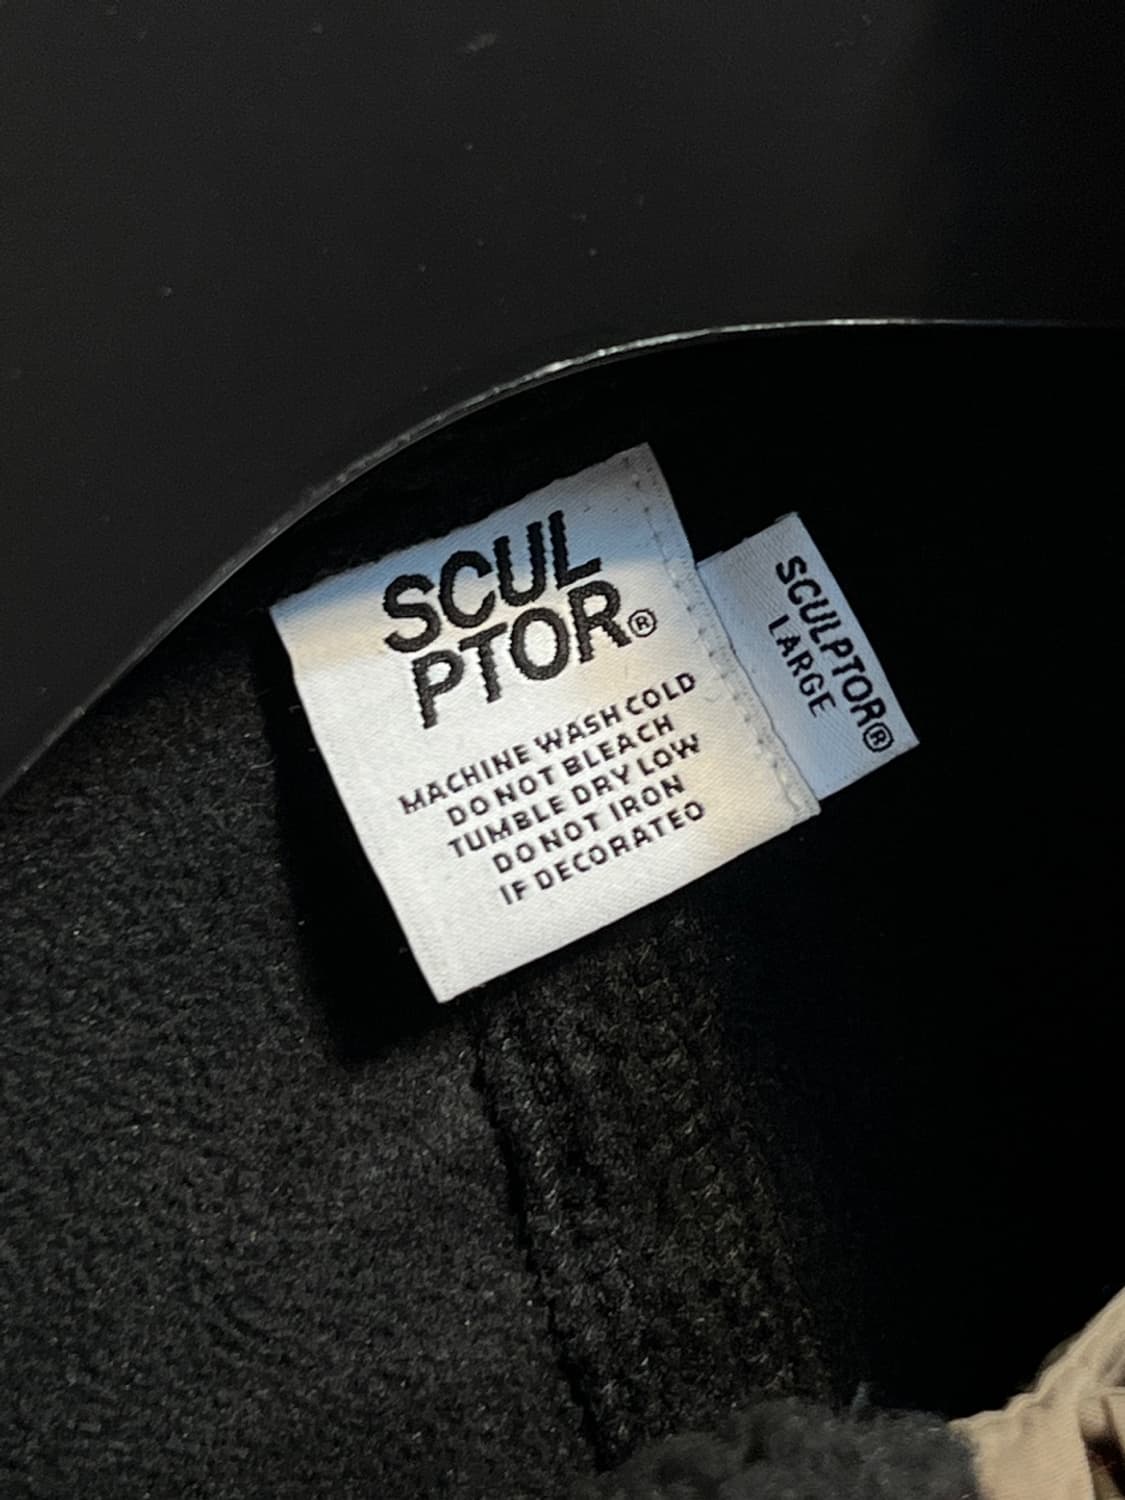 SCUL
PTOR®
MACHINE WASH COLD
DO NOT BLEACH
TUMBLE DRY LOW
DO NOT IRON
IF DECORATED
SCULPTOR®
LARGE